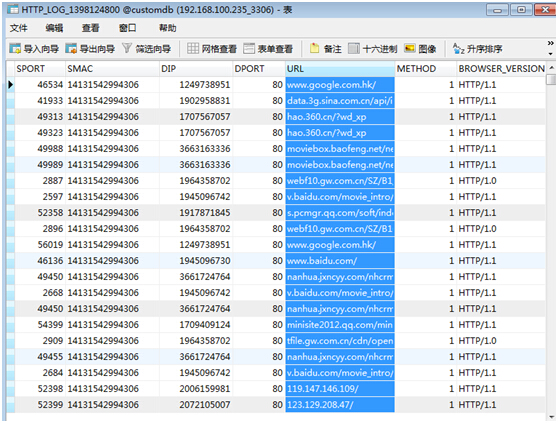 HTTP_LOG_1398124800 @customdb (192.168.100.235_3306) - 表
文件 编辑 查看 窗口 帮助
导入向导 导出向导 筛选向导 网格查看 表单查看 备注 十六进制 图像 升序排序
SPORT SMAC DIP DPORT URL METHOD BROWSER_VERSION
46534 14131542994306 1249738951 80 www.google.com.hk/ 1 HTTP/1.1
41933 14131542994306 1902958831 80 data.3g.sina.com.cn/api/i 1 HTTP/1.1
49313 14131542994306 1707567057 80 hao.360.cn/?wd_xp 1 HTTP/1.1
49323 14131542994306 1707567057 80 hao.360.cn/?wd_xp 1 HTTP/1.1
49988 14131542994306 3663163336 80 moviebox.baofeng.net/ne 1 HTTP/1.1
49989 14131542994306 3663163336 80 moviebox.baofeng.net/ne 1 HTTP/1.1
2887 14131542994306 1964358702 80 webf10.gw.com.cn/SZ/B1 1 HTTP/1.0
2597 14131542994306 1945096742 80 v.baidu.com/movie_intro/ 1 HTTP/1.1
52358 14131542994306 1917871845 80 s.pcmgr.qq.com/soft/ind 1 HTTP/1.1
2896 14131542994306 1964358702 80 webf10.gw.com.cn/SZ/B1 1 HTTP/1.0
56019 14131542994306 1249738951 80 www.google.com.hk/ 1 HTTP/1.1
46136 14131542994306 1945096730 80 www.baidu.com/ 1 HTTP/1.1
49450 14131542994306 3661724764 80 nanhua.jxncyy.com/nhcrm 1 HTTP/1.1
2668 14131542994306 1945096742 80 v.baidu.com/movie_intro/ 1 HTTP/1.1
49450 14131542994306 3661724764 80 nanhua.jxncyy.com/nhcrm 1 HTTP/1.1
54399 14131542994306 1709409124 80 minisite2012.qq.com/min 1 HTTP/1.1
2909 14131542994306 1964358702 80 tfile.gw.com.cn/cdn/open 1 HTTP/1.0
49455 14131542994306 3661724764 80 nanhua.jxncyy.com/nhcrm 1 HTTP/1.1
2684 14131542994306 1945096742 80 v.baidu.com/movie_intro/ 1 HTTP/1.1
52398 14131542994306 2006159981 80 119.147.146.109/ 1 HTTP/1.1
52399 14131542994306 2072105007 80 123.129.208.47/ 1 HTTP/1.1